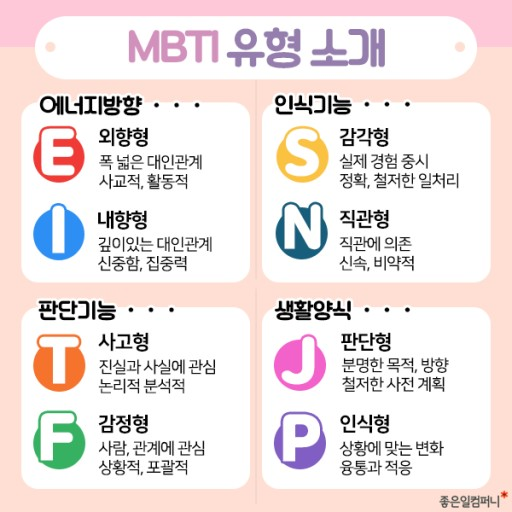 MBTI 유형 소개
에너지방향 · · ·
E
외향형
폭 넓은 대인관계
사교적, 활동적
I
내향형
깊이있는 대인관계
신중함, 집중력
인식기능 · · ·
S
감각형
실제 경험 중시
정확, 철저한 일처리
N
직관형
직관에 의존
신속, 비약적
판단기능 · · ·
T
사고형
진실과 사실에 관심
논리적 분석적
F
감정형
사람, 관계에 관심
상황적, 포괄적
생활양식 · · ·
J
판단형
분명한 목적, 방향
철저한 사전 계획
P
인식형
상황에 맞는 변화
융통과 적응
좋은일컴퍼니*